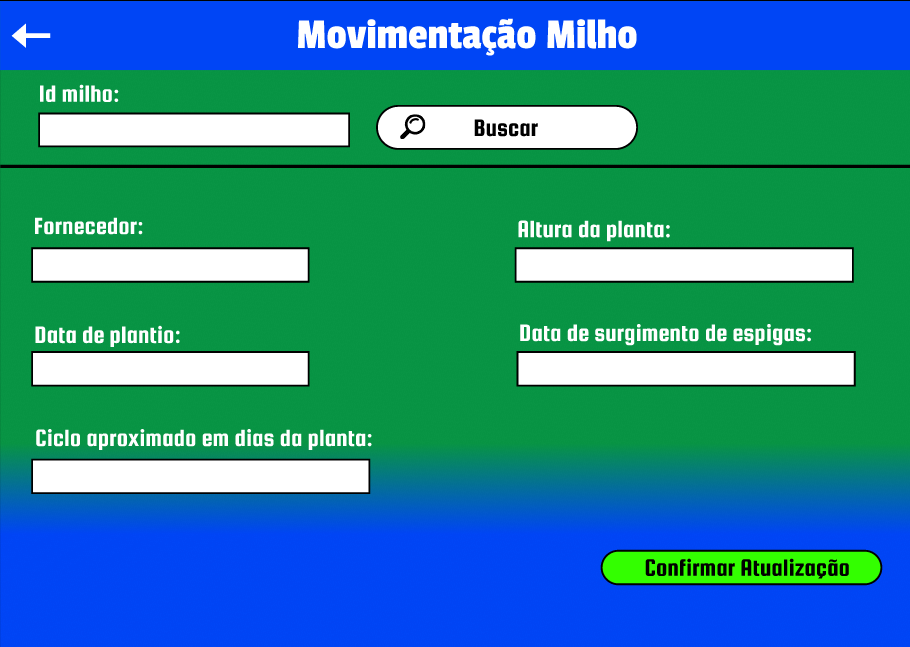 Movimentação Milho
Id milho:
Buscar
Fornecedor:
Altura da planta:
Data de plantio:
Data de surgimento de espigas:
Ciclo aproximado em dias da planta:
Confirmar Atualização